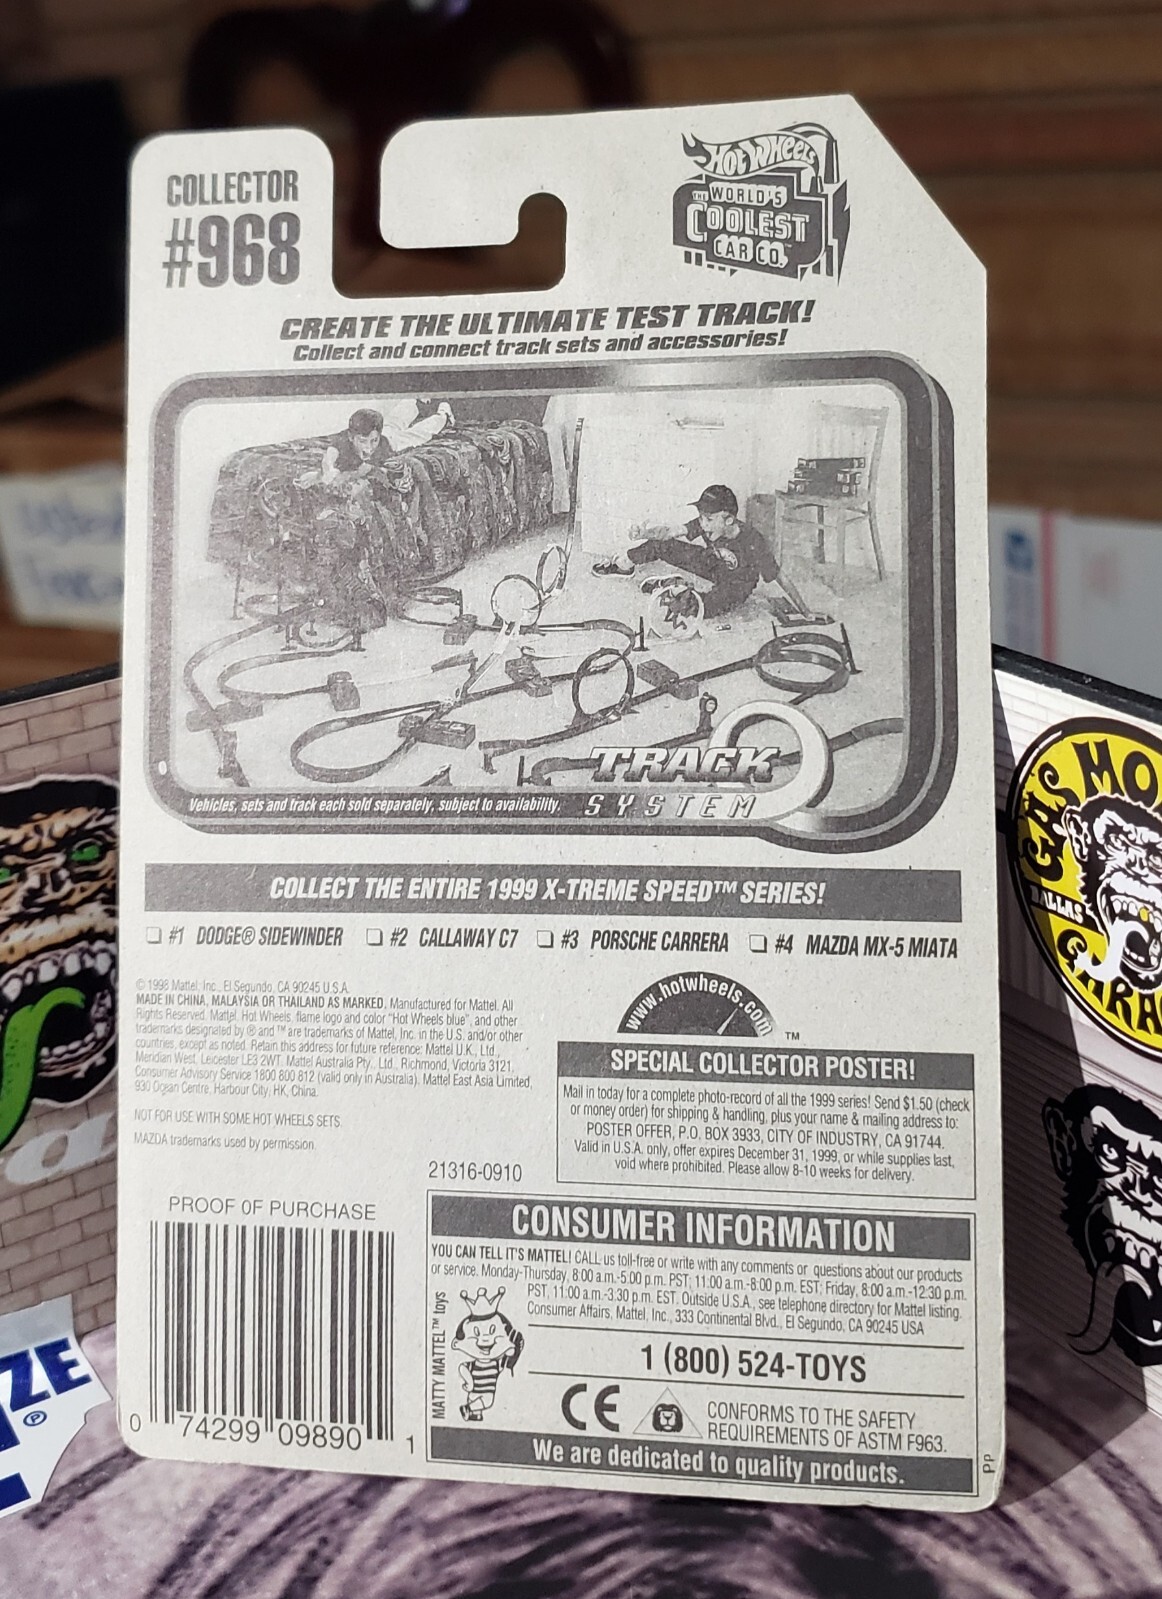 COLLECTOR
#968
HOT WHEELS
THE WORLD'S
COOLEST
CAR CO.™
CREATE THE ULTIMATE TEST TRACK!
Collect and connect track sets and accessories!
TRACK
SYSTEM
Vehicles, sets and track each sold separately, subject to availability.
COLLECT THE ENTIRE 1999 X-TREME SPEED™ SERIES!
#1 DODGE® SIDEWINDER #2 CALLAWAY C7 #3 PORSCHE CARRERA #4 MAZDA MX-5 MIATA
© 1998 Mattel, Inc., El Segundo, CA 90245 U.S.A.
MADE IN CHINA, MALAYSIA OR THAILAND AS MARKED. Manufactured for Mattel. All
Rights Reserved. Mattel, Hot Wheels, flame logo and color "Hot Wheels blue", and other
trademarks designated by ® and ™ are trademarks of Mattel, Inc. in the U.S. and/or other
countries, except as noted. Retain this address for future reference: Mattel U.K., Ltd.,
Meridian West, Leicester LE3 2WT. Mattel Australia Pty., Ltd., Richmond, Victoria 3121.
Consumer Advisory Service 1800 800 812 (valid only in Australia). Mattel East Asia Limited,
930 Ocean Centre, Harbour City, HK, China.
NOT FOR USE WITH SOME HOT WHEELS SETS.
MAZDA trademarks used by permission.
21316-0910
www.hotwheels.com
™
SPECIAL COLLECTOR POSTER!
Mail in today for a complete photo-record of all the 1999 series! Send $1.50 (check
or money order) for shipping & handling, plus your name & mailing address to:
POSTER OFFER, P.O. BOX 3933, CITY OF INDUSTRY, CA 91744.
Valid in U.S.A. only, offer expires December 31, 1999, or while supplies last,
void where prohibited. Please allow 8-10 weeks for delivery.
PROOF OF PURCHASE
0 74299 09890 1
CONSUMER INFORMATION
YOU CAN TELL IT'S MATTEL! CALL us toll-free or write with any comments or questions about our products
or service. Monday-Thursday, 8:00 a.m.-5:00 p.m. PST, 11:00 a.m.-8:00 p.m. EST; Friday, 8:00 a.m.-12:30 p.m.
PST, 11:00 a.m.-3:30 p.m. EST. Outside U.S.A., see telephone directory for Mattel listing.
Consumer Affairs, Mattel, Inc., 333 Continental Blvd., El Segundo, CA 90245 USA
MATTY MATTEL™ toys
1 (800) 524-TOYS
CE
CONFORMS TO THE SAFETY
REQUIREMENTS OF ASTM F963.
We are dedicated to quality products.
PP
GAS MO
DALLAS
GARA
ZE
®